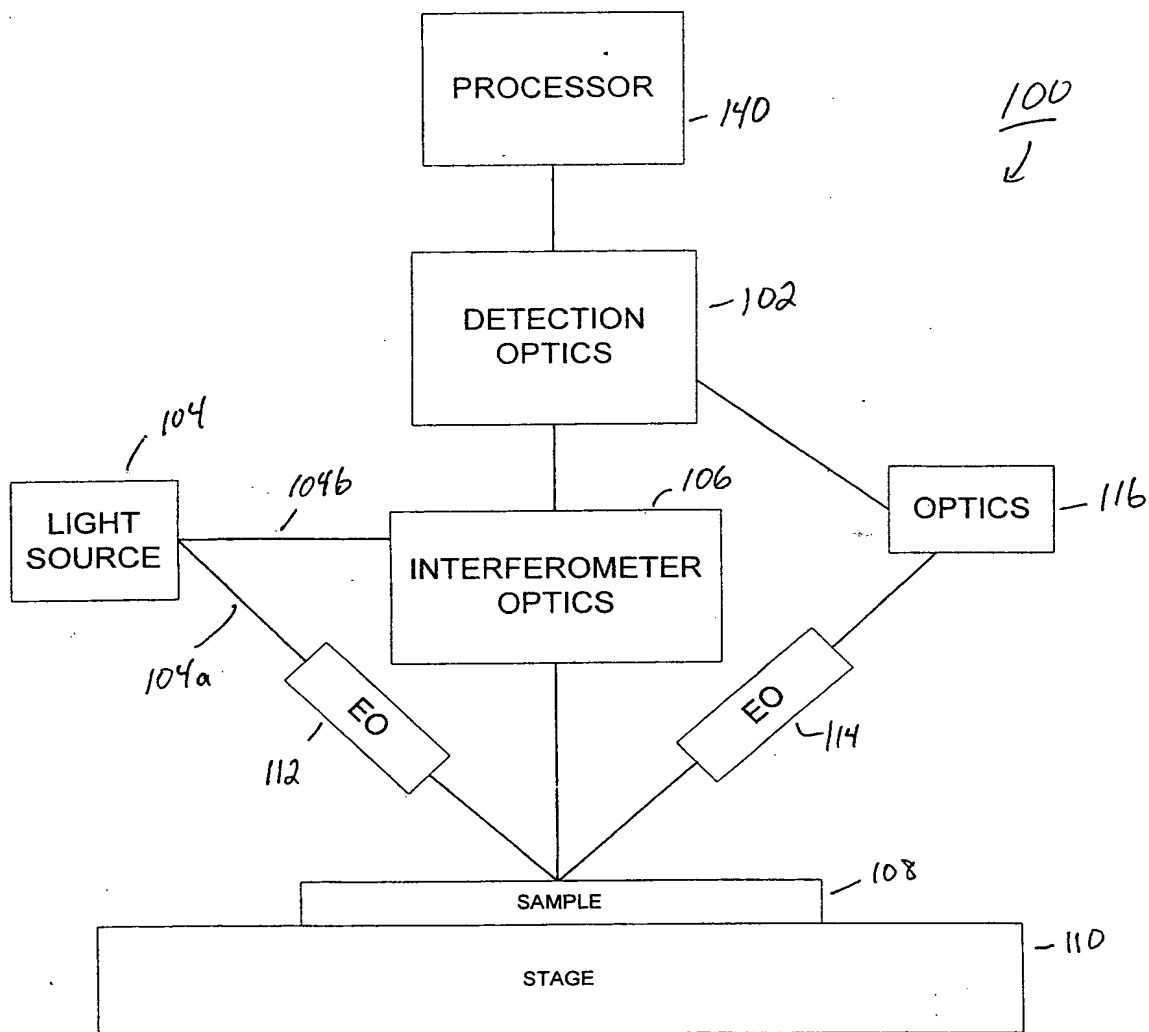 PROCESSOR
140
100
DETECTION
OPTICS
102
104
LIGHT
SOURCE
104b
106
INTERFEROMETER
OPTICS
OPTICS
116
104a
EO
112
EO
114
SAMPLE
108
STAGE
110